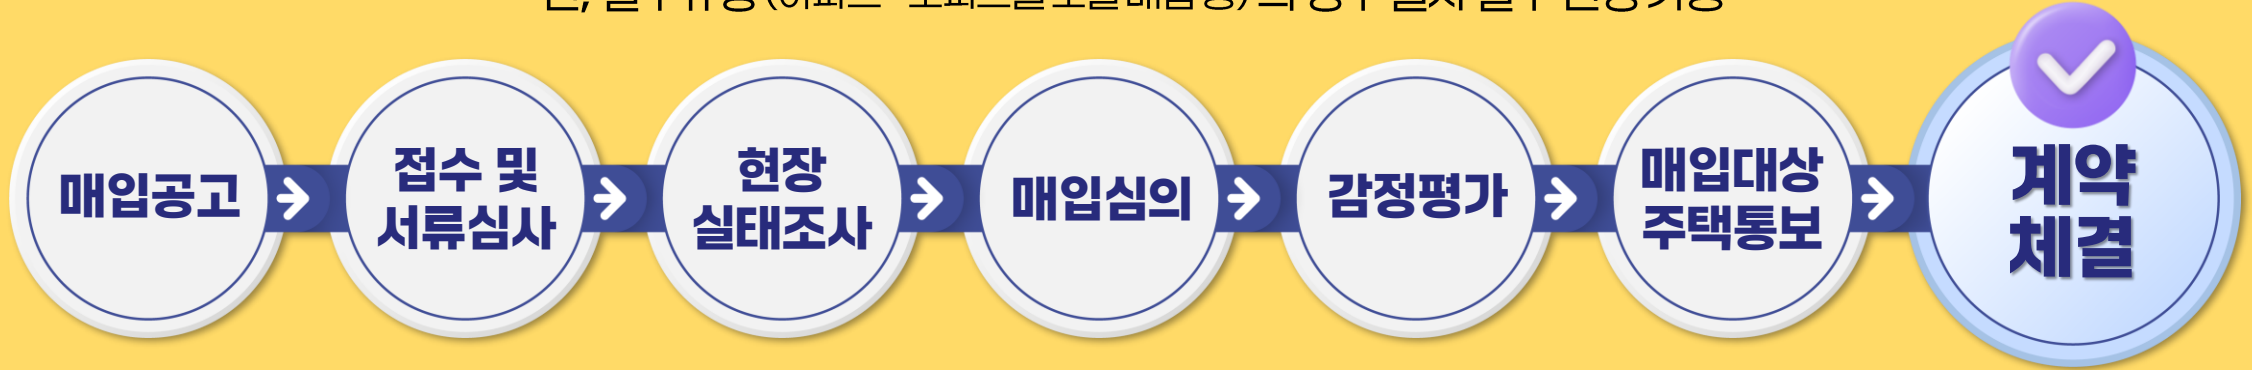 매입공고
접수 및
서류심사
현장
실태조사
매입심의
감정평가
매입대상
주택통보
계약
체결